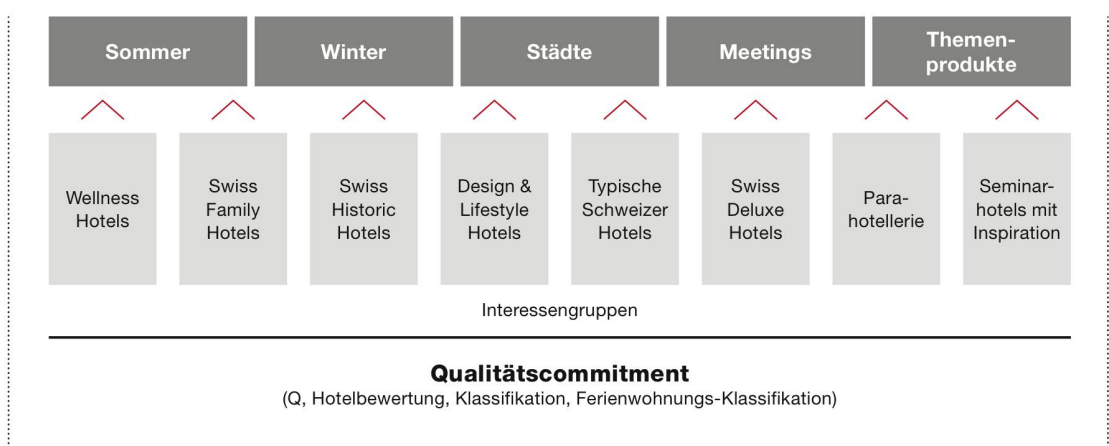 Sommer
Winter
Städte
Meetings
Themen-
produkte
Wellness
Hotels
Swiss
Family
Hotels
Swiss
Historic
Hotels
Design &
Lifestyle
Hotels
Typische
Schweizer
Hotels
Swiss
Deluxe
Hotels
Para-
hotellerie
Seminar-
hotels mit
Inspiration
Interessengruppen
Qualitätscommitment
(Q, Hotelbewertung, Klassifikation, Ferienwohnungs-Klassifikation)